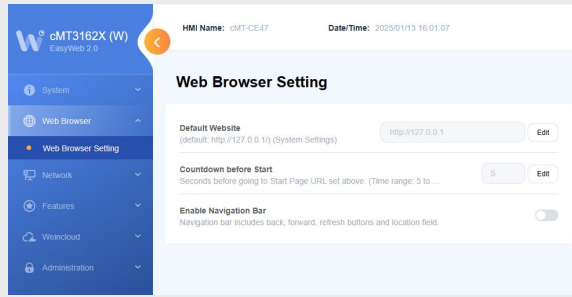 cMT3162X (W)
EasyWeb 2.0
HMI Name: cMT-CE47 Date/Time: 2025/01/13 16:01:07
System
Web Browser
Web Browser Setting
Network
Features
Weincloud
Administration
Web Browser Setting
Default Website
(default: http://127.0.0.1/) (System Settings)
http://127.0.0.1
Edit
Countdown before Start
Seconds before going to Start Page URL set above. (Time range: 5 to ...
5
Edit
Enable Navigation Bar
Navigation bar includes back, forward, refresh buttons and location field.